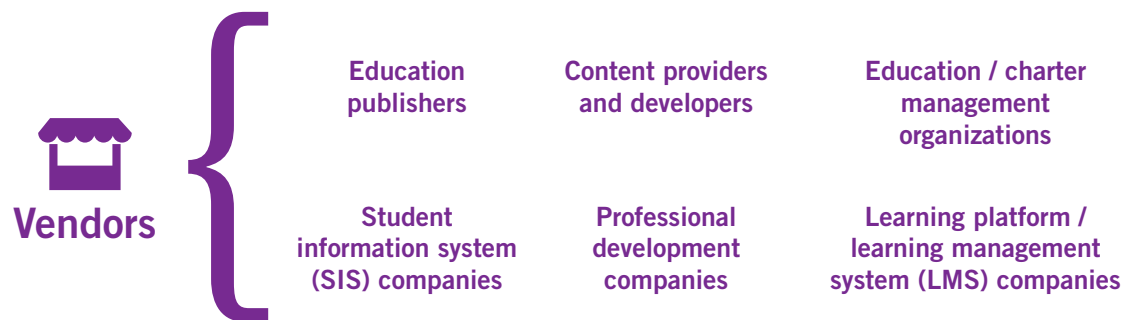 Vendors
Education
publishers
Content providers
and developers
Education / charter
management
organizations
Student
information system
(SIS) companies
Professional
development
companies
Learning platform /
learning management
system (LMS) companies